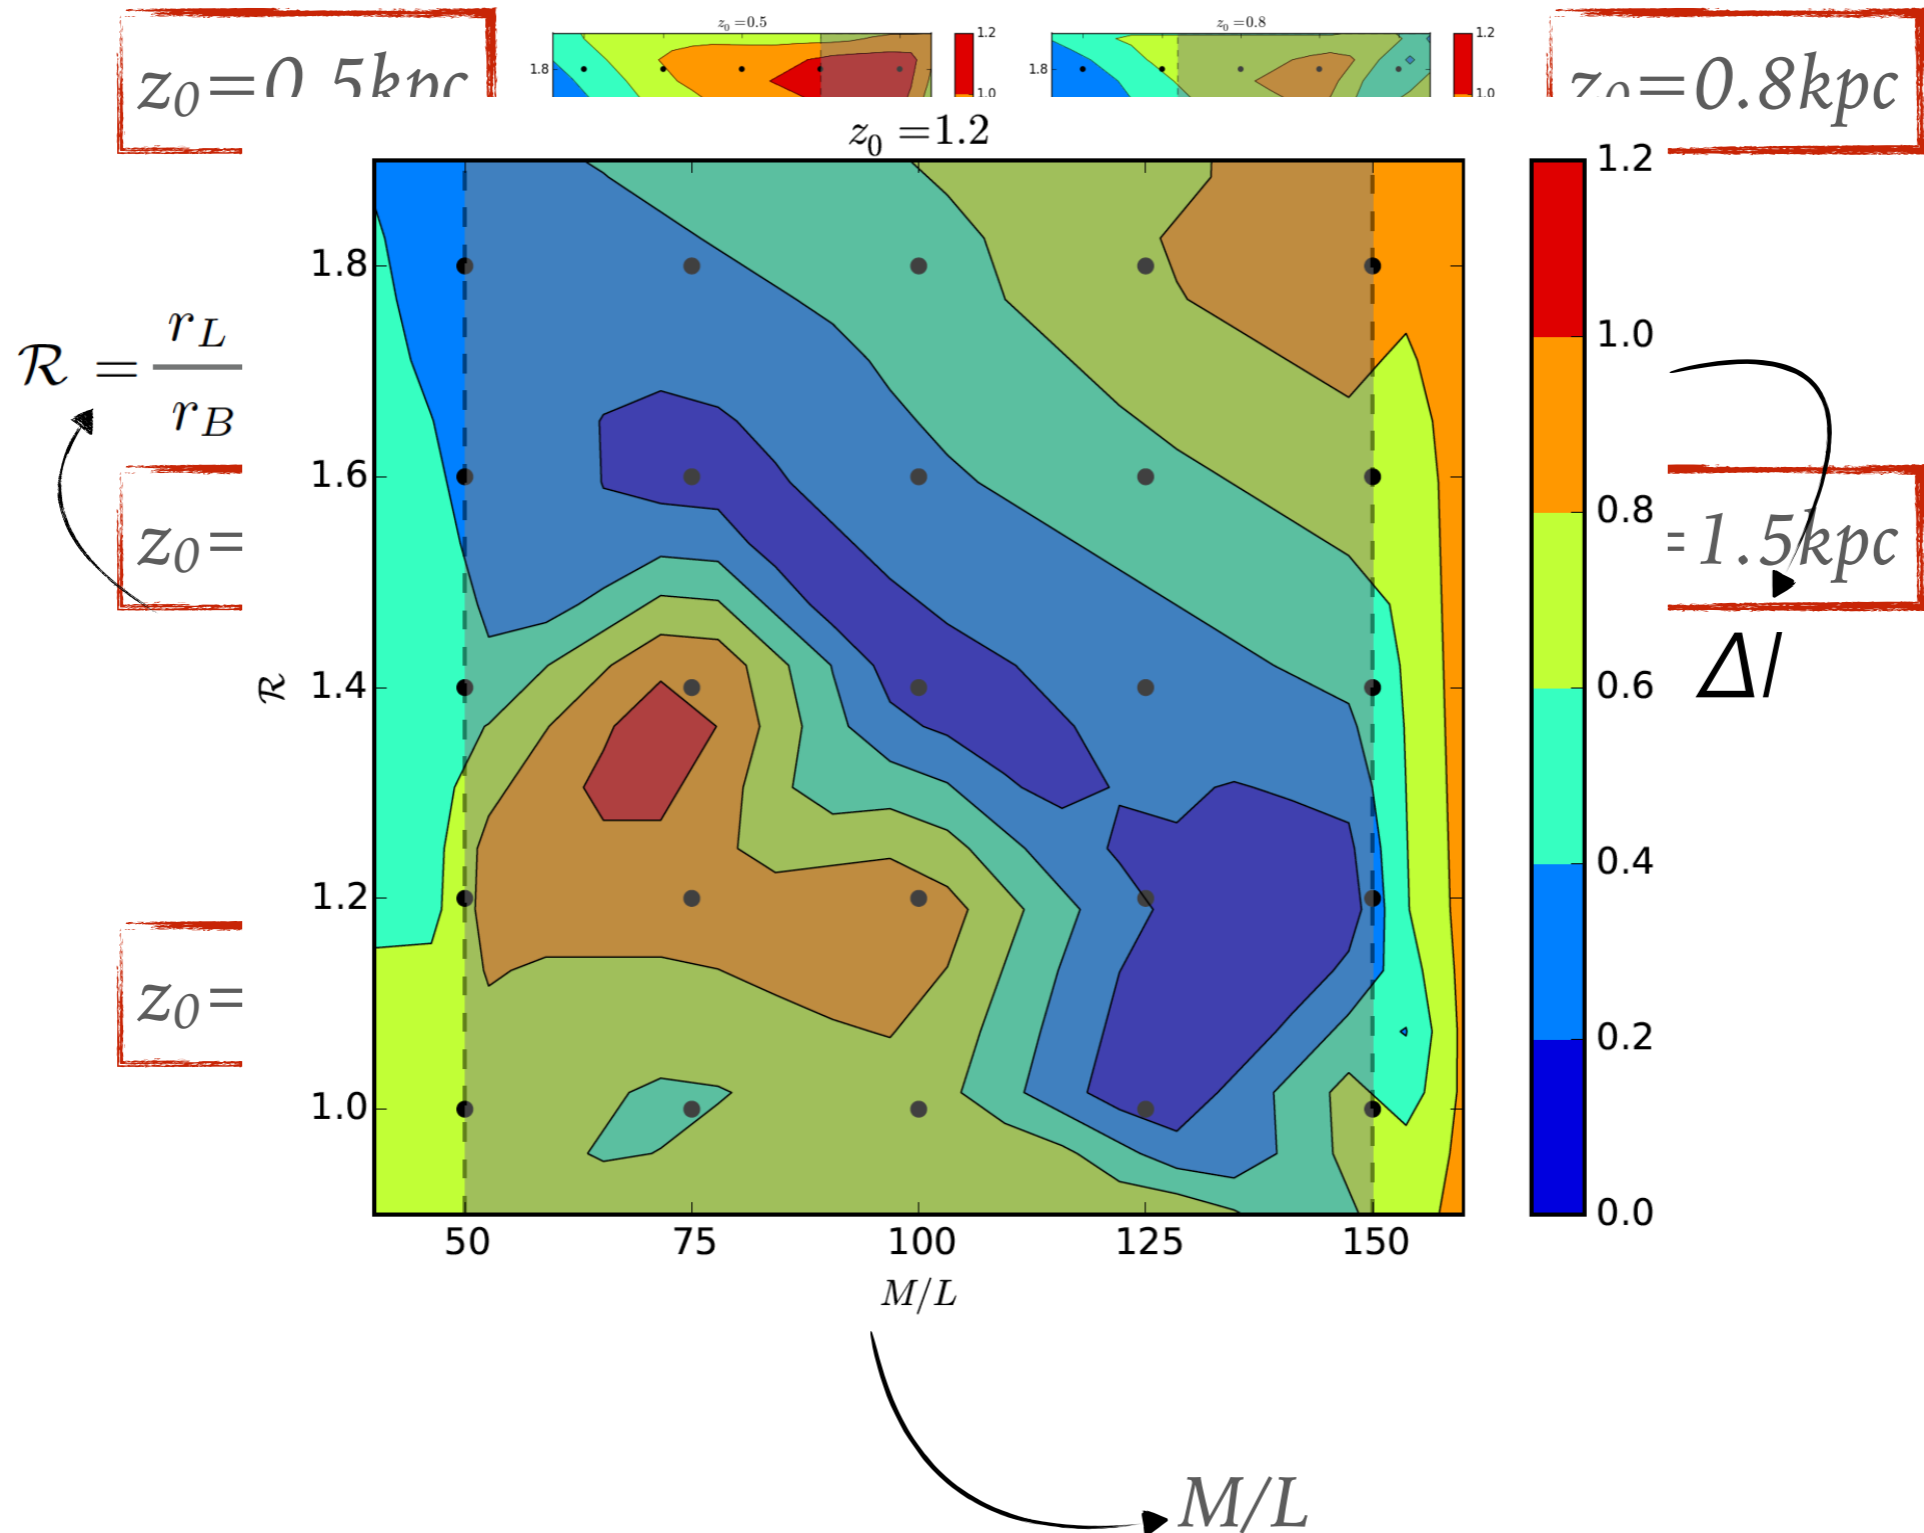 z₀=0.5kpc
z₀ =0.5
1.8
1.2
1.0
z₀ =0.8
1.8
1.2
1.0
z₀=0.8kpc
z₀ =1.2
ℛ = r_L / r_B
z₀=
z₀=
=1.5kpc
ℛ
1.8
1.6
1.4
1.2
1.0
50 75 100 125 150
M/L
1.2
1.0
0.8
0.6
0.4
0.2
0.0
Δl
M/L